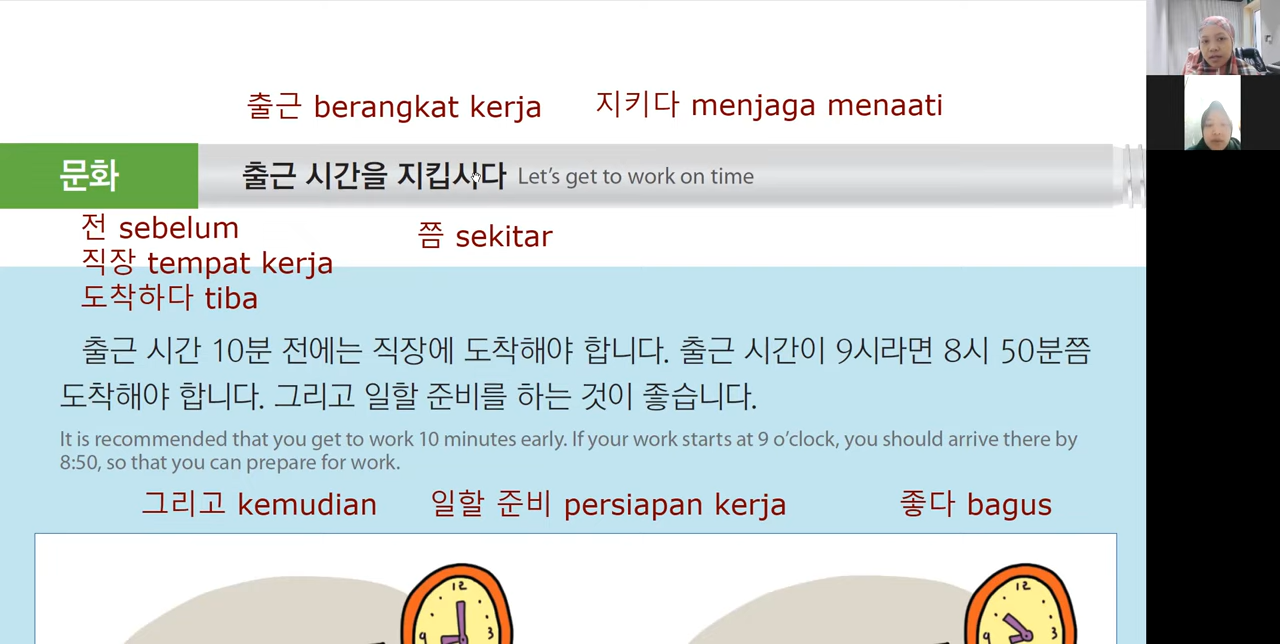 출근 berangkat kerja 지키다 menjaga menaati
문화 출근 시간을 지킵시다 Let's get to work on time
전 sebelum 쯤 sekitar
직장 tempat kerja
도착하다 tiba
출근 시간 10분 전에는 직장에 도착해야 합니다. 출근 시간이 9시라면 8시 50분쯤
도착해야 합니다. 그리고 일할 준비를 하는 것이 좋습니다.
It is recommended that you get to work 10 minutes early. If your work starts at 9 o'clock, you should arrive there by
8:50, so that you can prepare for work.
그리고 kemudian 일할 준비 persiapan kerja 좋다 bagus
12 12
9 3 9 3